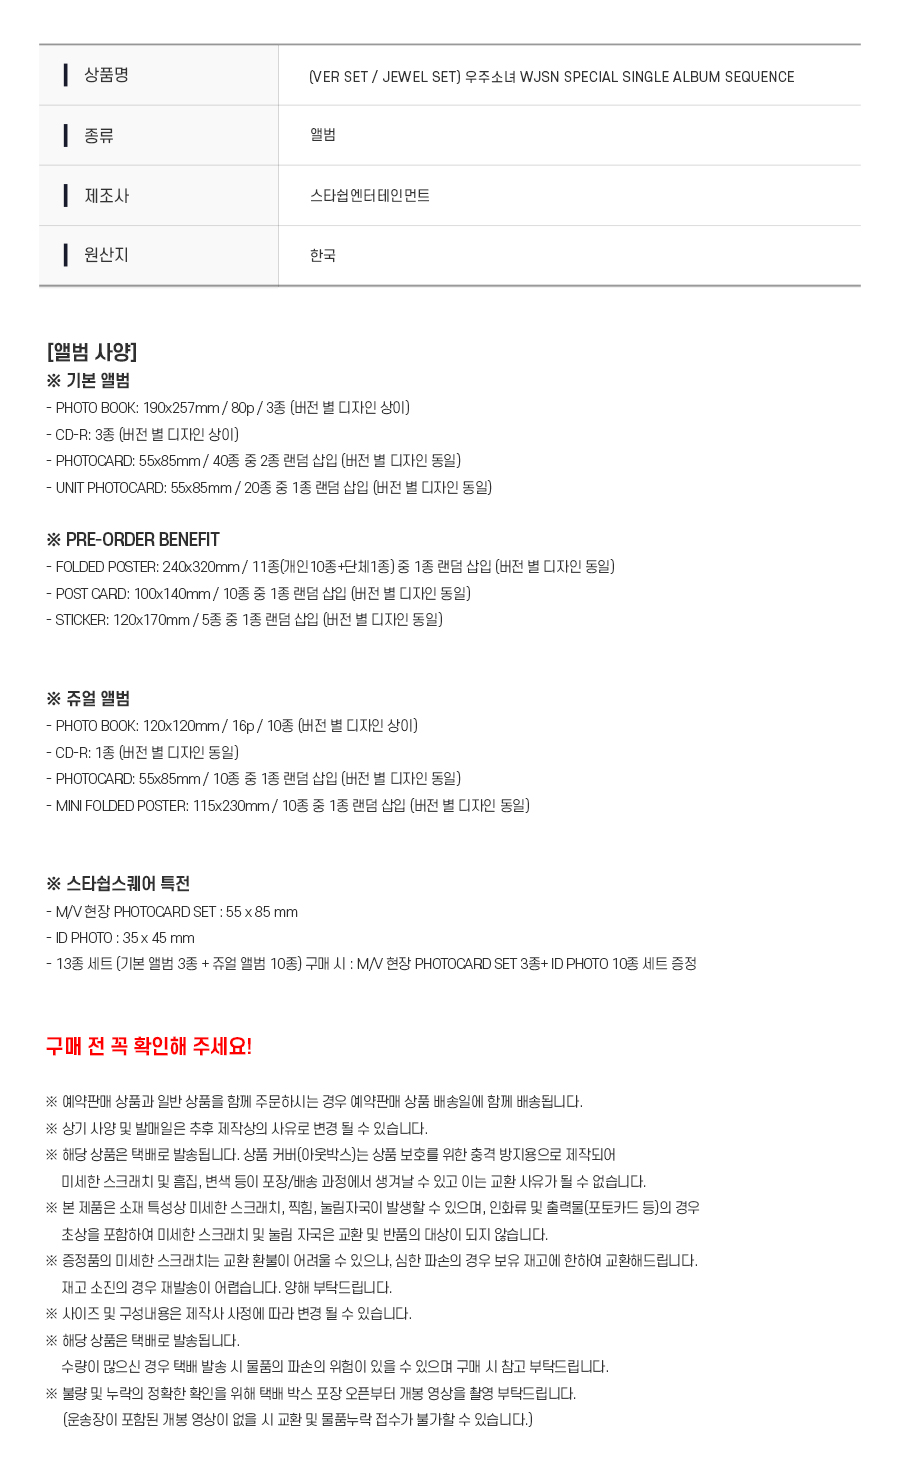 상품명
(VER SET / JEWEL SET) 우주소녀 WJSN SPECIAL SINGLE ALBUM SEQUENCE
종류
앨범
제조사
스타쉽엔터테인먼트
원산지
한국
[앨범 사양]
※ 기본 앨범
- PHOTO BOOK: 190x257mm / 80p / 3종 (버전 별 디자인 상이)
- CD-R: 3종 (버전 별 디자인 상이)
- PHOTOCARD: 55x85mm / 40종 중 2종 랜덤 삽입 (버전 별 디자인 동일)
- UNIT PHOTOCARD: 55x85mm / 20종 중 1종 랜덤 삽입 (버전 별 디자인 동일)
※ PRE-ORDER BENEFIT
- FOLDED POSTER: 240x320mm / 11종(개인10종+단체1종) 중 1종 랜덤 삽입 (버전 별 디자인 동일)
- POST CARD: 100x140mm / 10종 중 1종 랜덤 삽입 (버전 별 디자인 동일)
- STICKER: 120x170mm / 5종 중 1종 랜덤 삽입 (버전 별 디자인 동일)
※ 쥬얼 앨범
- PHOTO BOOK: 120x120mm / 16p / 10종 (버전 별 디자인 상이)
- CD-R: 1종 (버전 별 디자인 동일)
- PHOTOCARD: 55x85mm / 10종 중 1종 랜덤 삽입 (버전 별 디자인 동일)
- MINI FOLDED POSTER: 115x230mm / 10종 중 1종 랜덤 삽입 (버전 별 디자인 동일)
※ 스타쉽스퀘어 특전
- M/V 현장 PHOTOCARD SET : 55 x 85 mm
- ID PHOTO : 35 x 45 mm
- 13종 세트 (기본 앨범 3종 + 쥬얼 앨범 10종) 구매 시 : M/V 현장 PHOTOCARD SET 3종+ ID PHOTO 10종 세트 증정
구매 전 꼭 확인해 주세요!
※ 예약판매 상품과 일반 상품을 함께 주문하시는 경우 예약판매 상품 배송일에 함께 배송됩니다.
※ 상기 사양 및 발매일은 추후 제작상의 사유로 변경 될 수 있습니다.
※ 해당 상품은 택배로 발송됩니다. 상품 커버(아웃박스)는 상품 보호를 위한 충격 방지용으로 제작되어
미세한 스크래치 및 흠집, 변색 등이 포장/배송 과정에서 생겨날 수 있고 이는 교환 사유가 될 수 없습니다.
※ 본 제품은 소재 특성상 미세한 스크래치, 찍힘, 눌림자국이 발생할 수 있으며, 인화류 및 출력물(포토카드 등)의 경우
초상을 포함하여 미세한 스크래치 및 눌림 자국은 교환 및 반품의 대상이 되지 않습니다.
※ 증정품의 미세한 스크래치는 교환 환불이 어려울 수 있으나, 심한 파손의 경우 보유 재고에 한하여 교환해드립니다.
재고 소진의 경우 재발송이 어렵습니다. 양해 부탁드립니다.
※ 사이즈 및 구성내용은 제작사 사정에 따라 변경 될 수 있습니다.
※ 해당 상품은 택배로 발송됩니다.
수량이 많으신 경우 택배 발송 시 물품의 파손의 위험이 있을 수 있으며 구매 시 참고 부탁드립니다.
※ 불량 및 누락의 정확한 확인을 위해 택배 박스 포장 오픈부터 개봉 영상을 촬영 부탁드립니다.
(운송장이 포함된 개봉 영상이 없을 시 교환 및 물품누락 접수가 불가할 수 있습니다.)